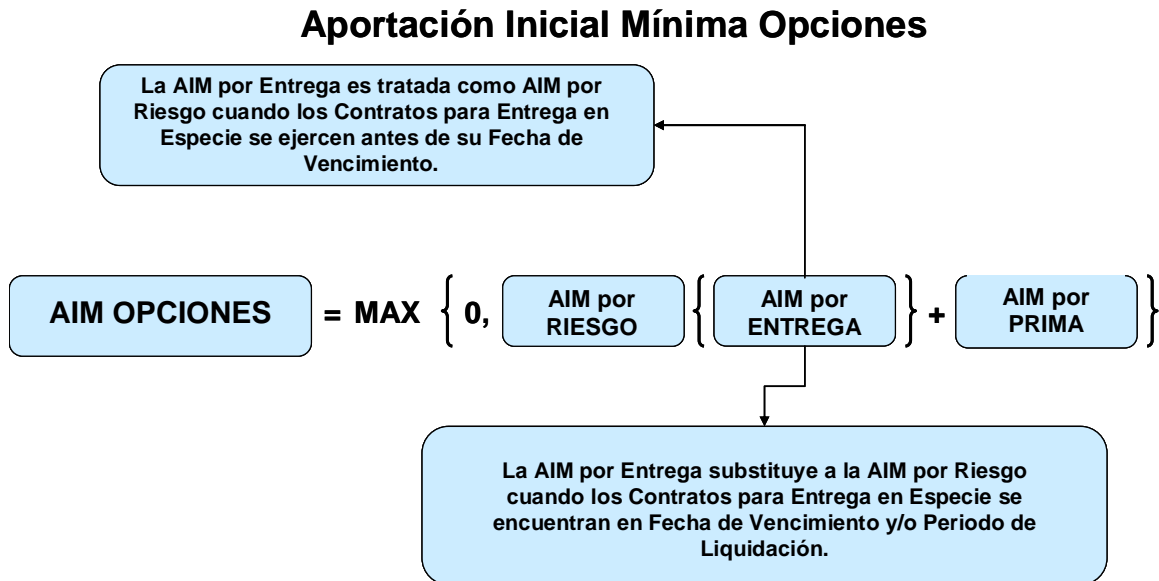 Aportación Inicial Mínima Opciones
La AIM por Entrega es tratada como AIM por
Riesgo cuando los Contratos para Entrega en
Especie se ejercen antes de su Fecha de
Vencimiento.
AIM OPCIONES = MAX { 0, AIM por RIESGO { AIM por ENTREGA } + AIM por PRIMA }
La AIM por Entrega substituye a la AIM por Riesgo
cuando los Contratos para Entrega en Especie se
encuentran en Fecha de Vencimiento y/o Periodo de
Liquidación.